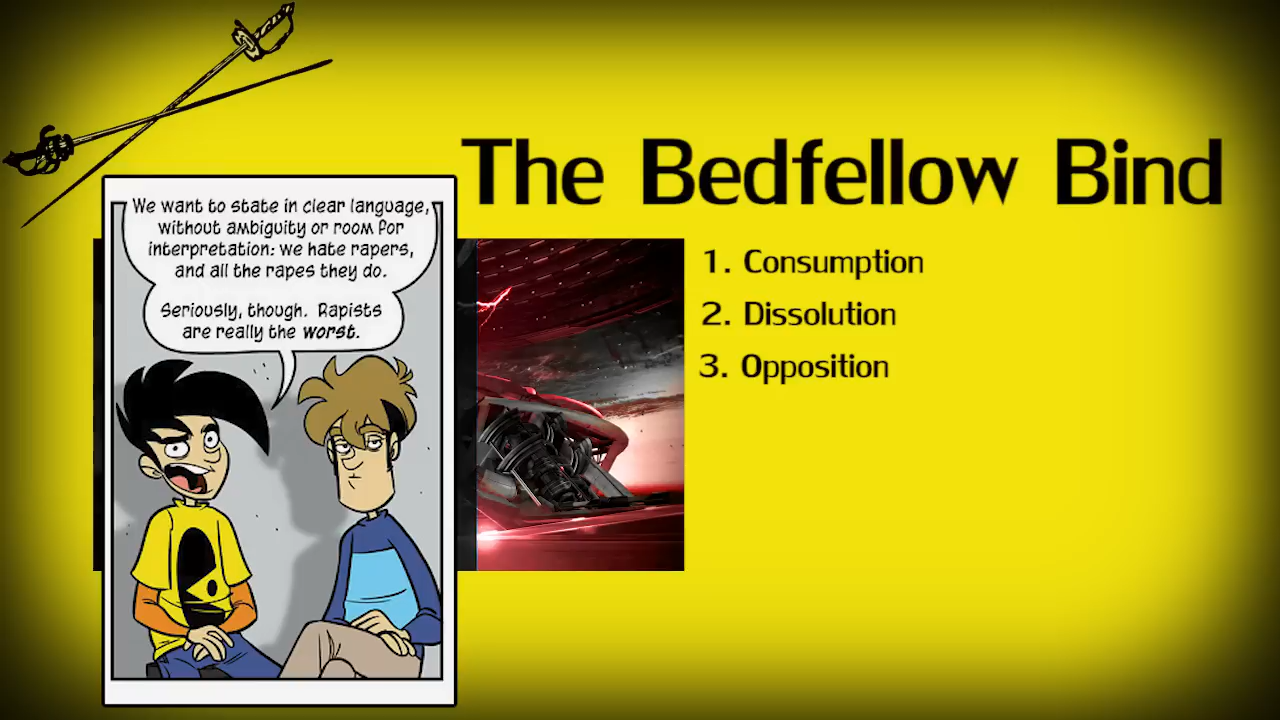 The Bedfellow Bind
We want to state in clear language,
without ambiguity or room for
interpretation: we hate rapers,
and all the rapes they do.
Seriously, though. Rapists
are really the worst.
1. Consumption
2. Dissolution
3. Opposition